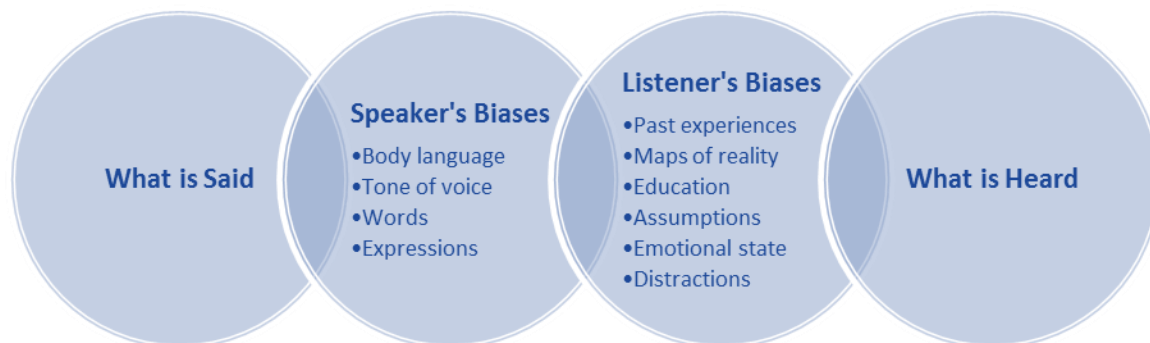 What is Said
Speaker's Biases
•Body language
•Tone of voice
•Words
•Expressions
Listener's Biases
•Past experiences
•Maps of reality
•Education
•Assumptions
•Emotional state
•Distractions
What is Heard